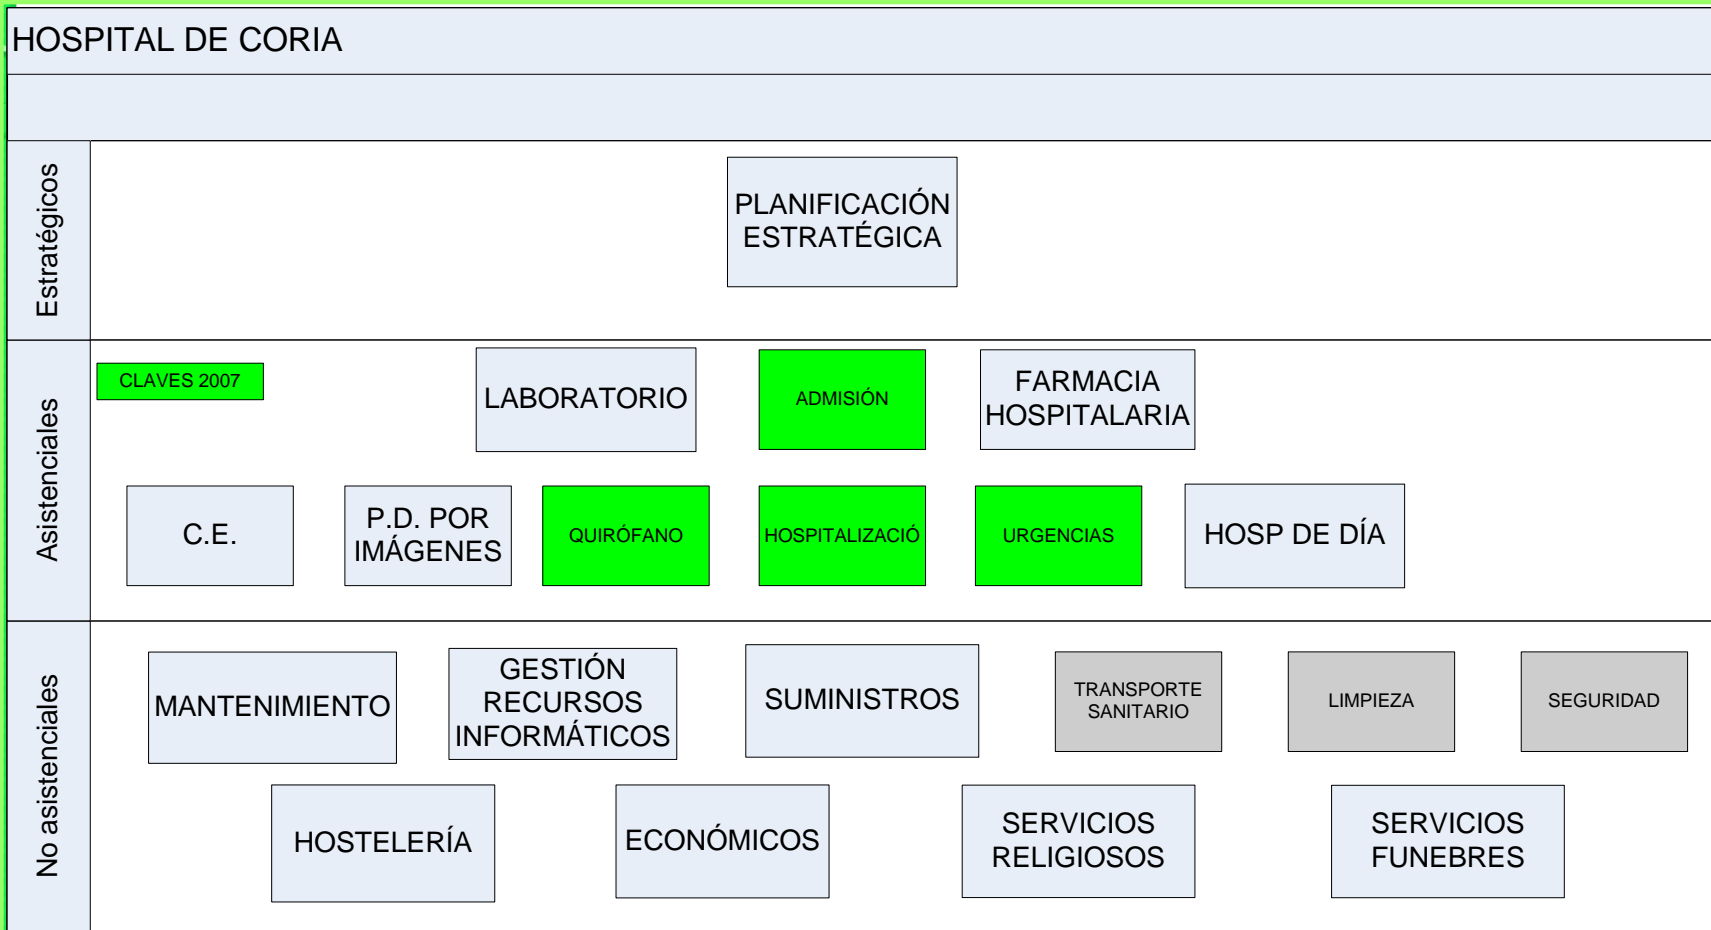 HOSPITAL DE CORIA
Estratégicos
PLANIFICACIÓN
ESTRATÉGICA
Asistenciales
CLAVES 2007
LABORATORIO
ADMISIÓN
FARMACIA
HOSPITALARIA
C.E.
P.D. POR
IMÁGENES
QUIRÓFANO
HOSPITALIZACIÓ
URGENCIAS
HOSP DE DÍA
No asistenciales
MANTENIMIENTO
GESTIÓN
RECURSOS
INFORMÁTICOS
SUMINISTROS
TRANSPORTE
SANITARIO
LIMPIEZA
SEGURIDAD
HOSTELERÍA
ECONÓMICOS
SERVICIOS
RELIGIOSOS
SERVICIOS
FUNEBRES